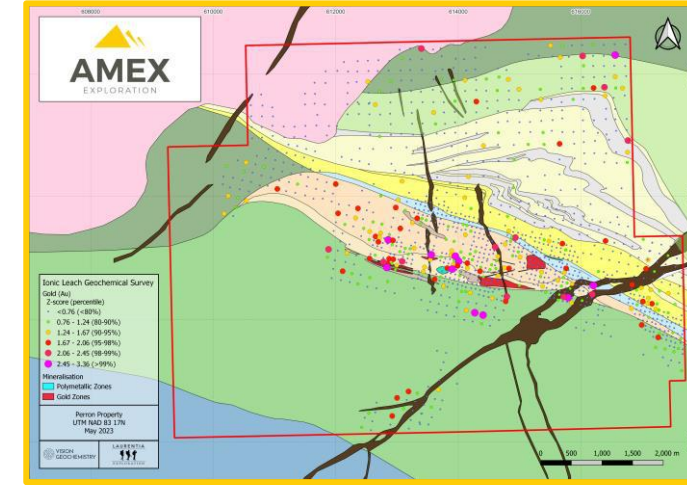 608000 610000 612000 614000 616000
AMEX
EXPLORATION
Ionic Leach Geochemical Survey
Gold (Au)
Z-score (percentile)
<0.76 (<80%)
0.76 - 1.24 (80-90%)
1.24 - 1.67 (90-95%)
1.67 - 2.06 (95-98%)
2.06 - 2.45 (98-99%)
2.45 - 3.36 (>99%)
Mineralisation
Polymetallic Zones
Gold Zones
Perron Property
UTM NAD 83 17N
May 2023
VISION
GEOCHEMISTRY
LAURENTIA
EXPLORATION
0 500 1,000 1,500 2,000 m